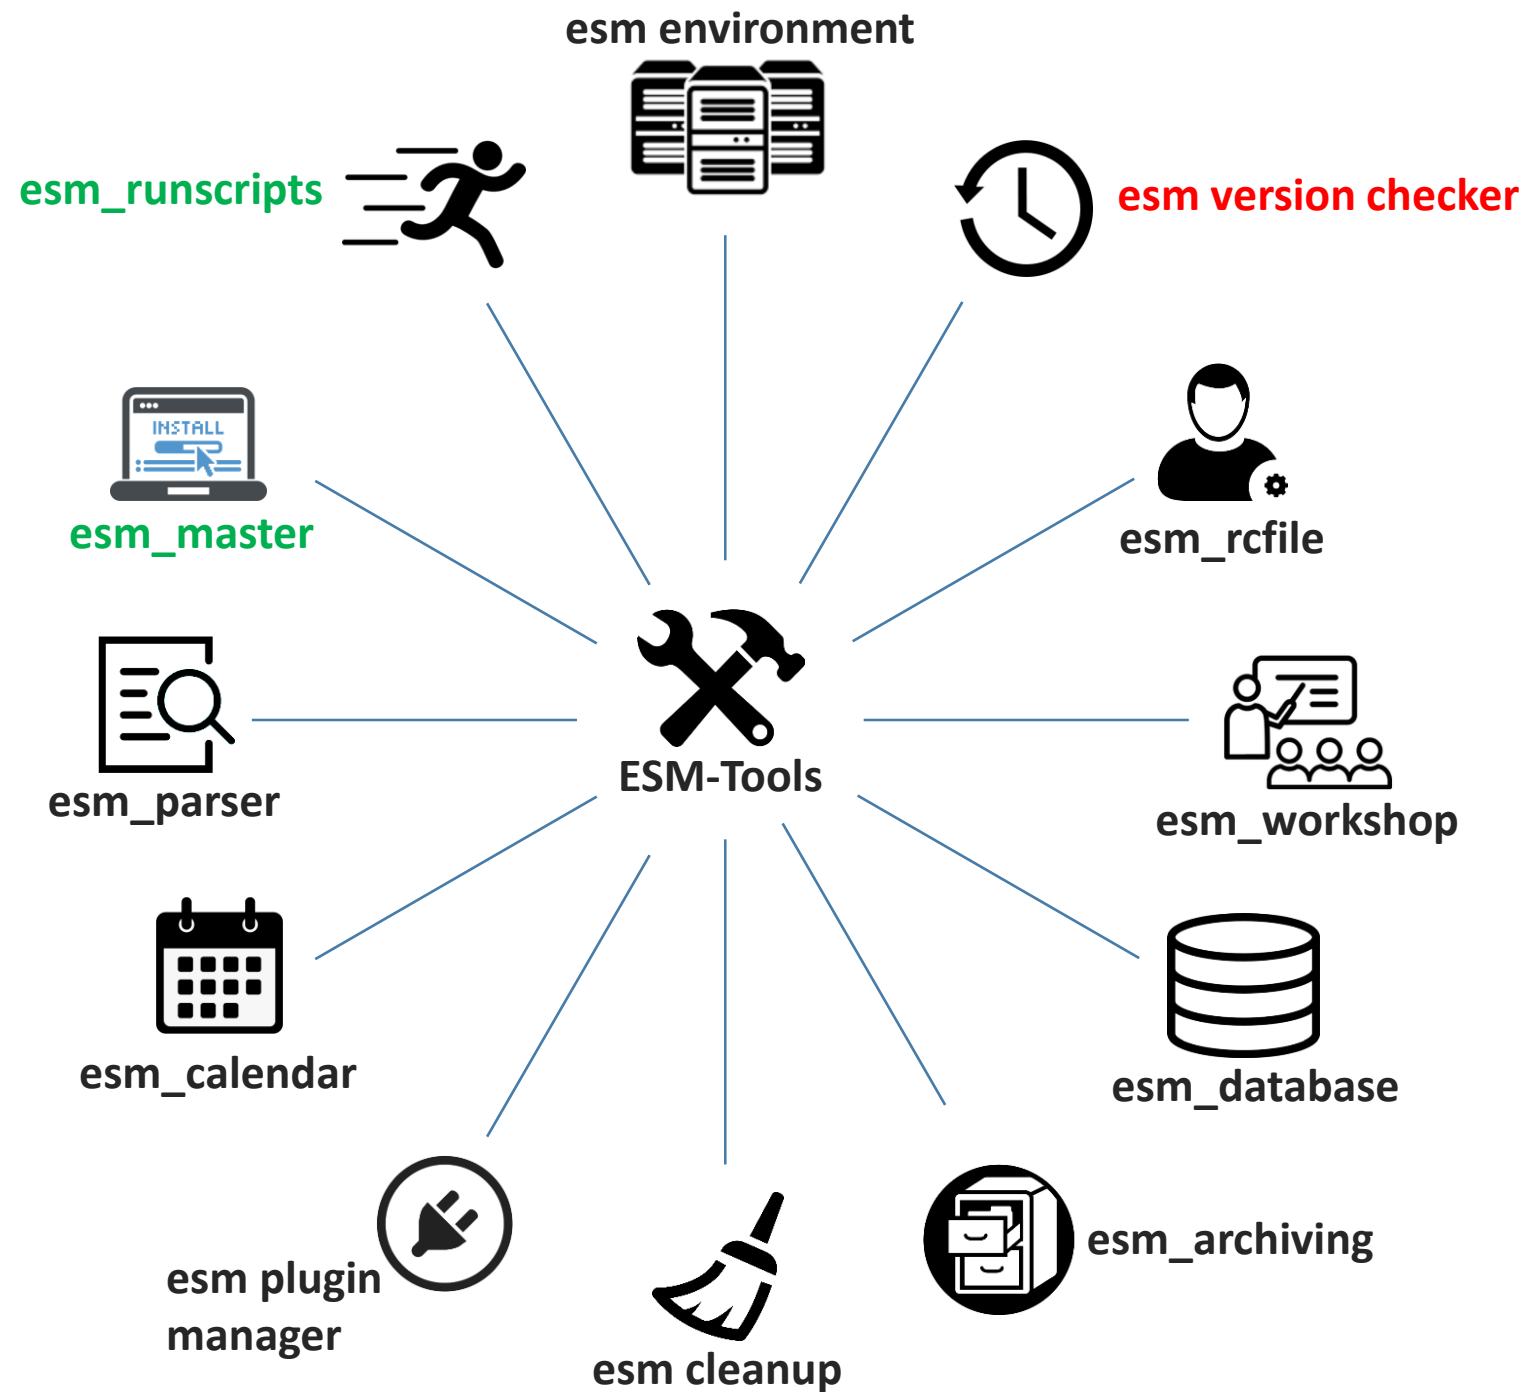 esm environment
esm_runscripts
esm version checker
INSTALL
esm_master
esm_rcfile
ESM-Tools
esm_parser
esm_workshop
esm_calendar
esm_database
esm_archiving
esm plugin
manager
esm cleanup